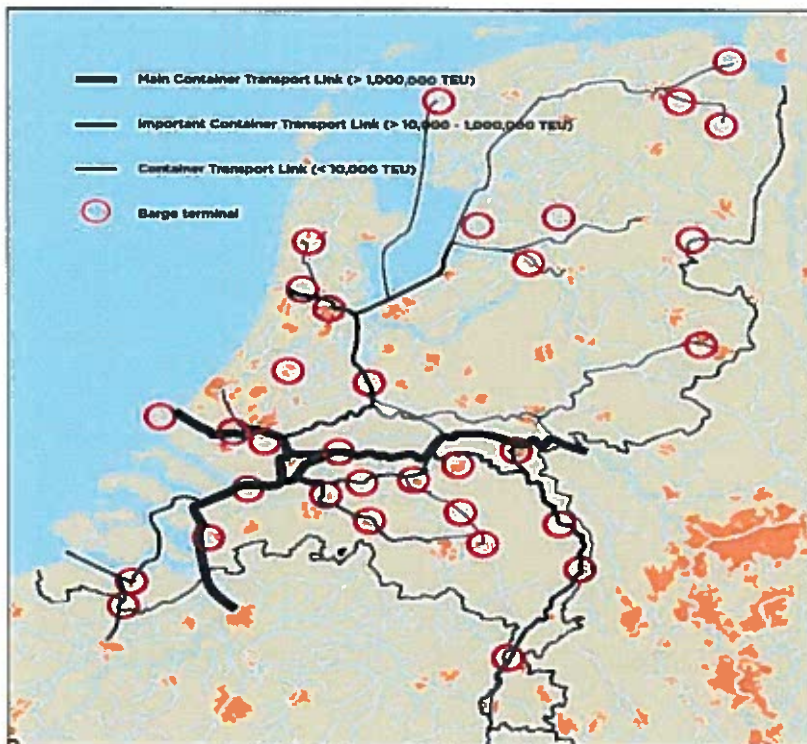 Main Container Transport Link (> 1,000,000 TEU)
Important Container Transport Link (> 10,000 - 1,000,000 TEU)
Container Transport Link (< 10,000 TEU)
Barge terminal